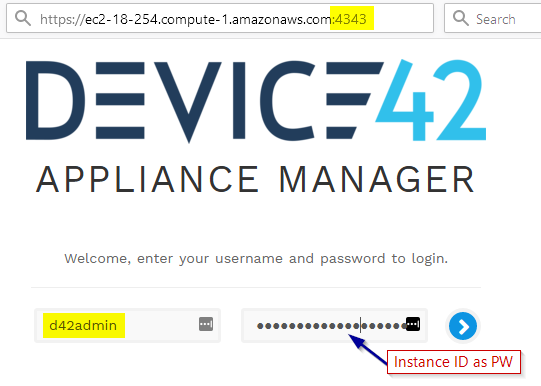 https://ec2-18-254.compute-1.amazonaws.com:4343
Search
DEVICE42
APPLIANCE MANAGER
Welcome, enter your username and password to login.
d42admin
Instance ID as PW